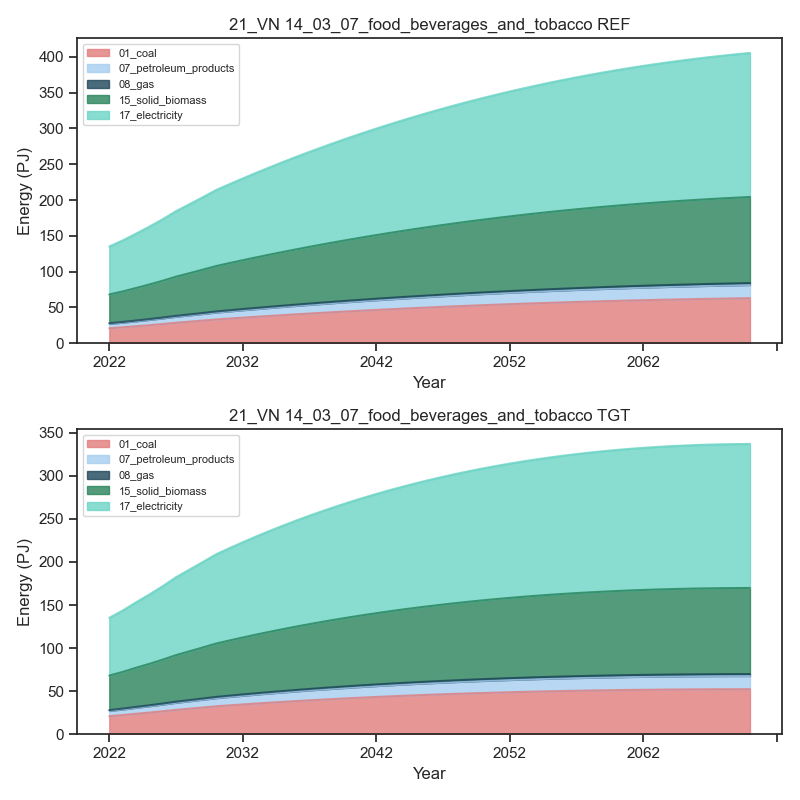 21_VN 14_03_07_food_beverages_and_tobacco REF
01_coal
07_petroleum_products
08_gas
15_solid_biomass
17_electricity
Energy (PJ)
400
350
300
250
200
150
100
50
0
2022 2032 2042 2052 2062
Year
21_VN 14_03_07_food_beverages_and_tobacco TGT
01_coal
07_petroleum_products
08_gas
15_solid_biomass
17_electricity
Energy (PJ)
350
300
250
200
150
100
50
0
2022 2032 2042 2052 2062
Year